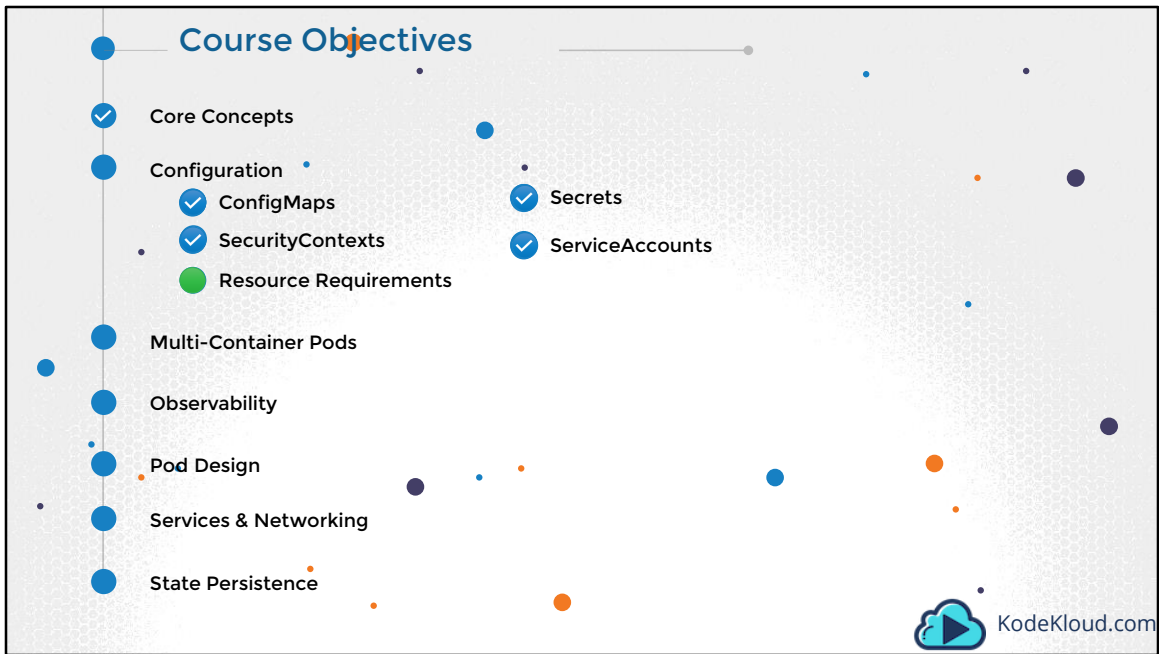 Course Objectives
Core Concepts
Configuration
ConfigMaps
Secrets
SecurityContexts
ServiceAccounts
Resource Requirements
Multi-Container Pods
Observability
Pod Design
Services & Networking
State Persistence
KodeKloud.com